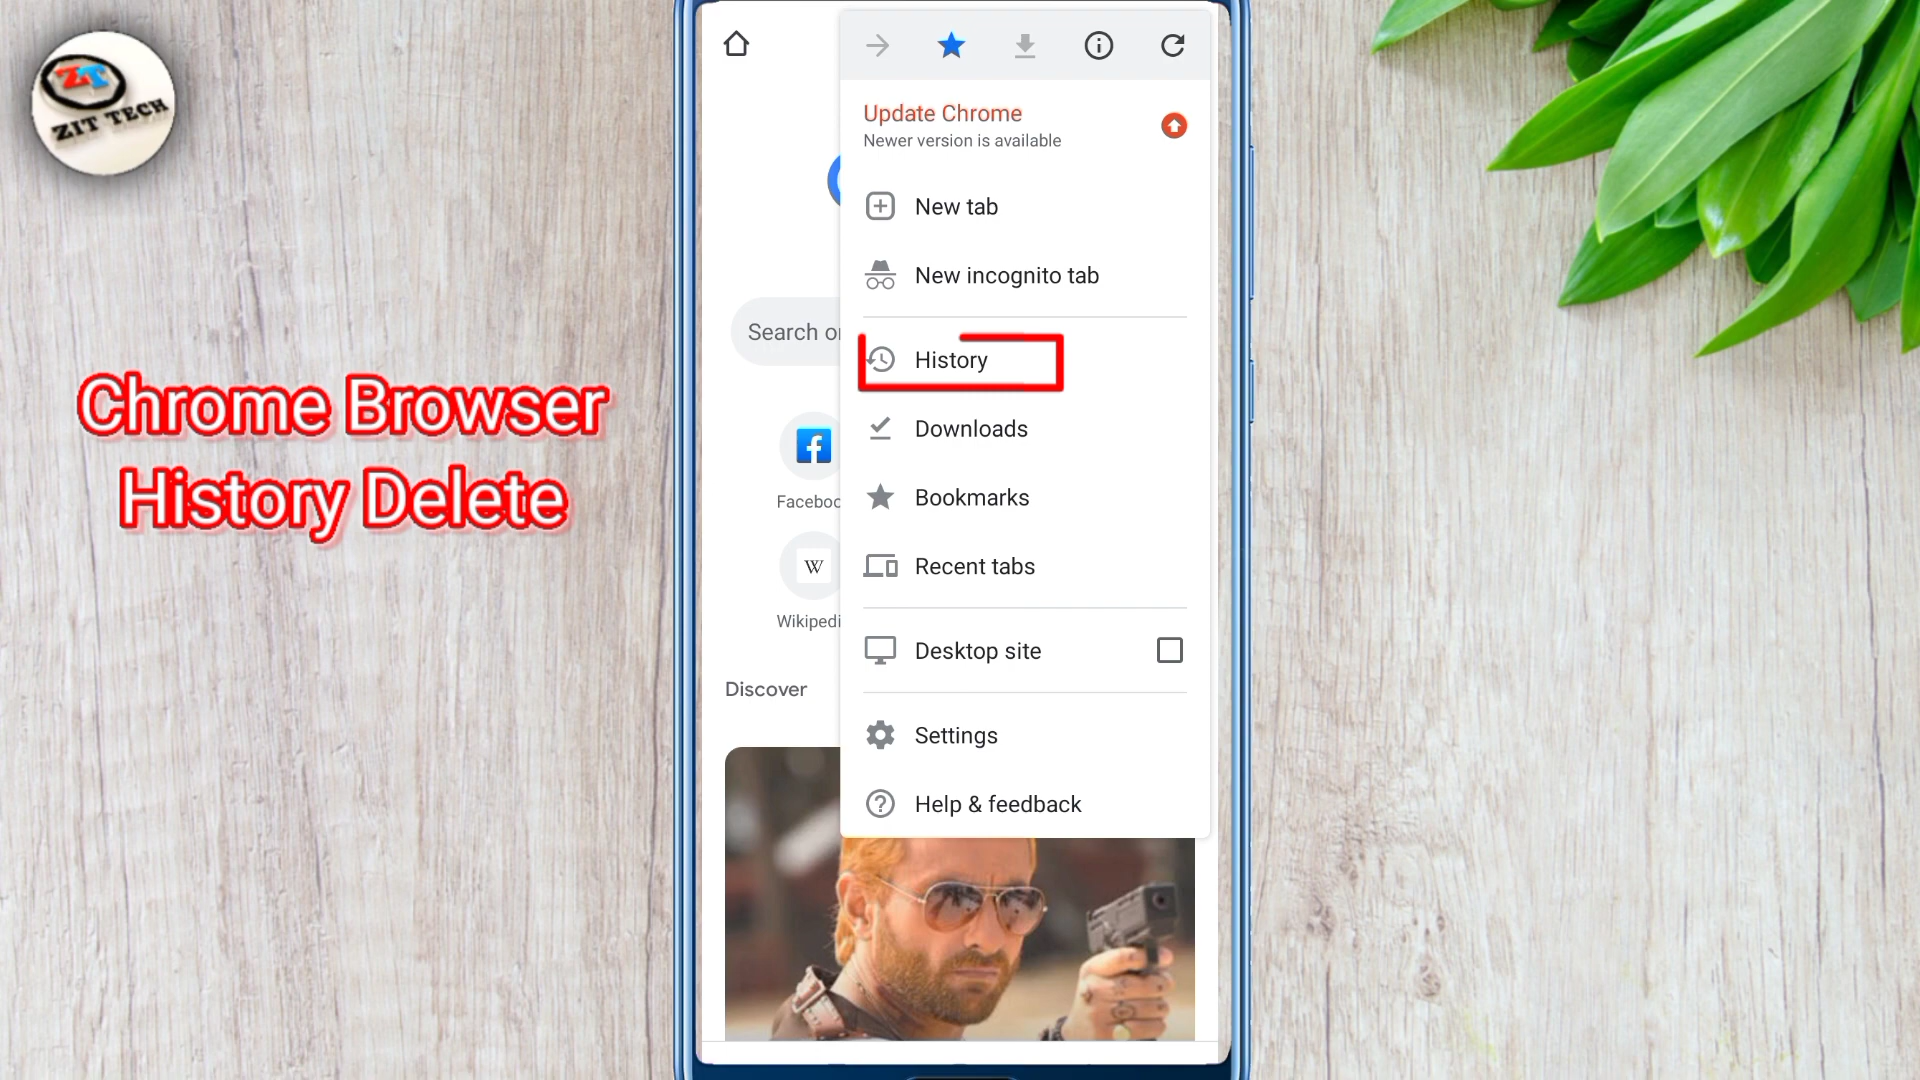 ZT
ZIT TECH
Chrome Browser
History Delete
Update Chrome
Newer version is available
New tab
New incognito tab
Search or
History
Downloads
Faceboo
Bookmarks
W
Recent tabs
Wikipedi
Desktop site
Discover
Settings
Help & feedback